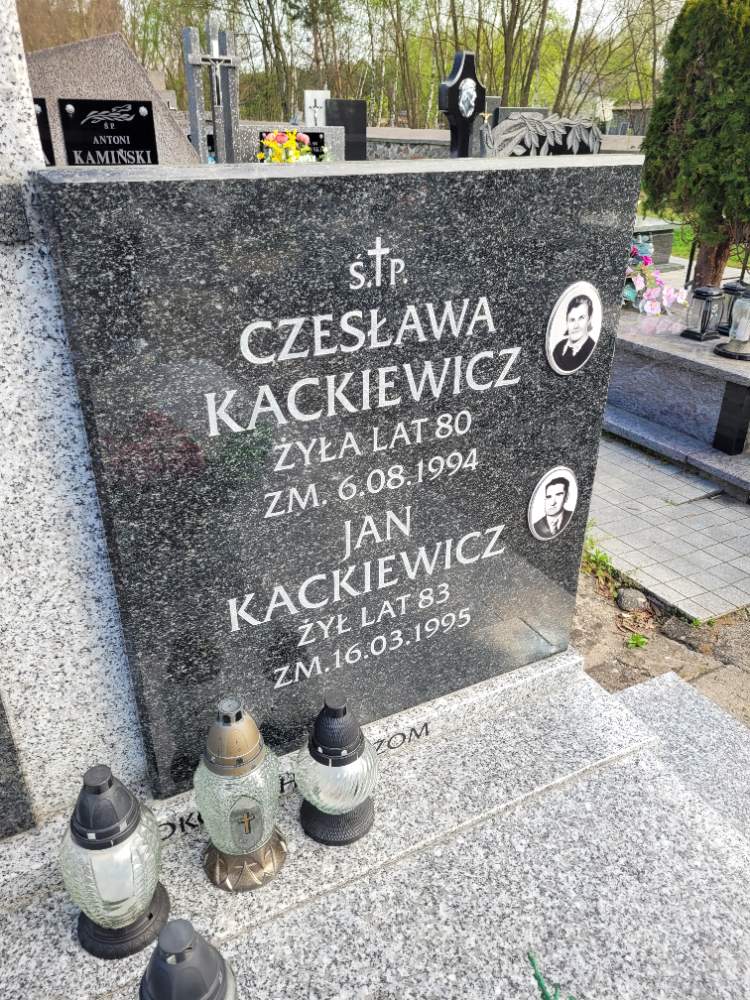 Ś.P.
ANTONI
KAMIŃSKI
Ś.P.
CZESŁAWA
KACKIEWICZ
ŻYŁA LAT 80
ZM. 6.08.1994
JAN
KACKIEWICZ
ŻYŁ LAT 83
ZM. 16.03.1995